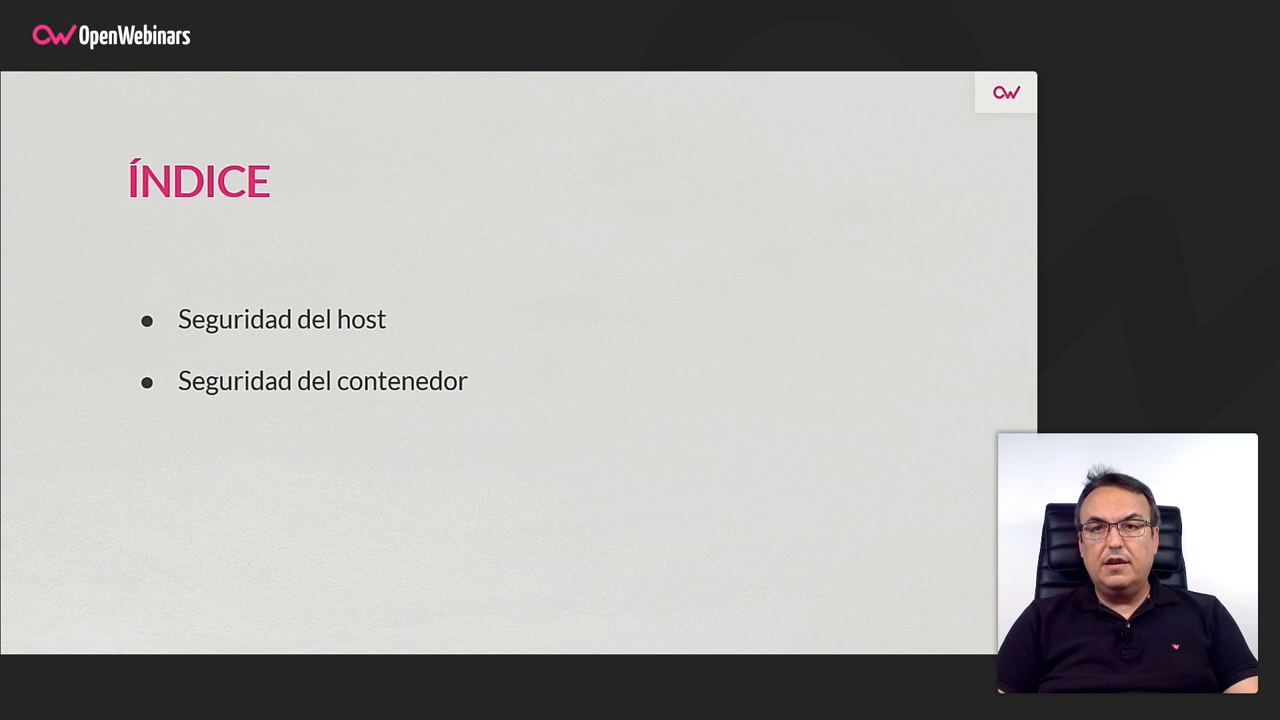 OpenWebinars
ÍNDICE
● Seguridad del host
● Seguridad del contenedor